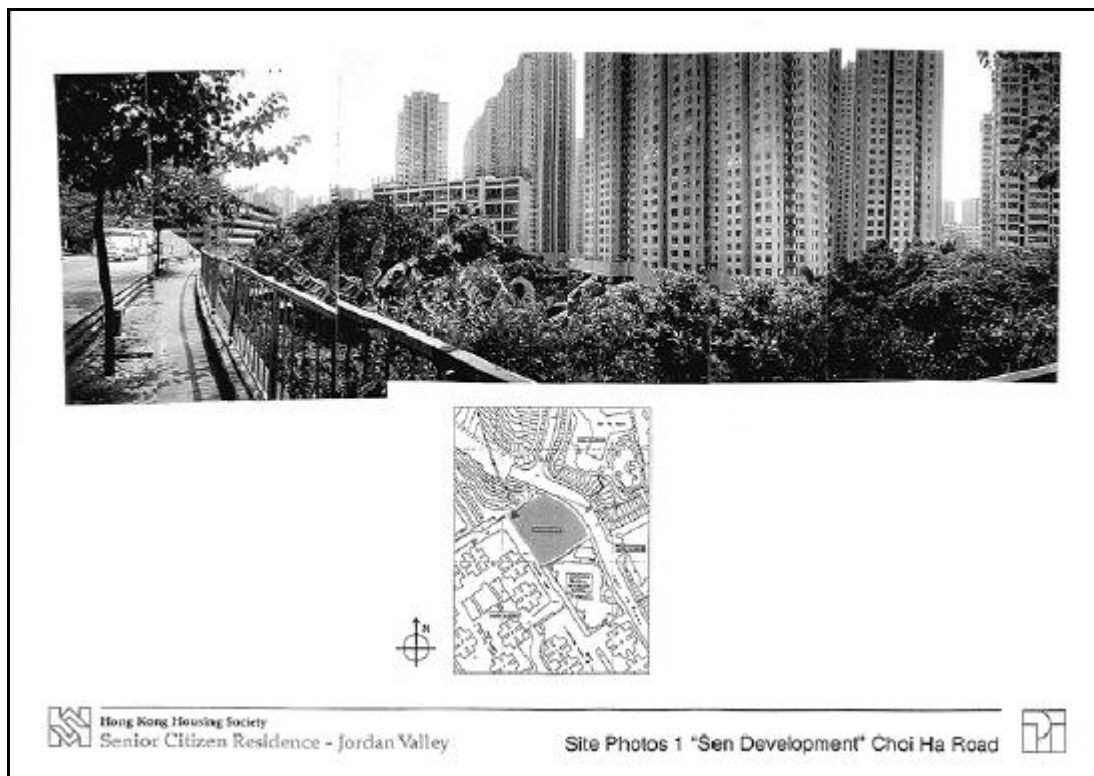 N
Hong Kong Housing Society
Senior Citizen Residence - Jordan Valley
Site Photos 1 "Sen Development" Choi Ha Road